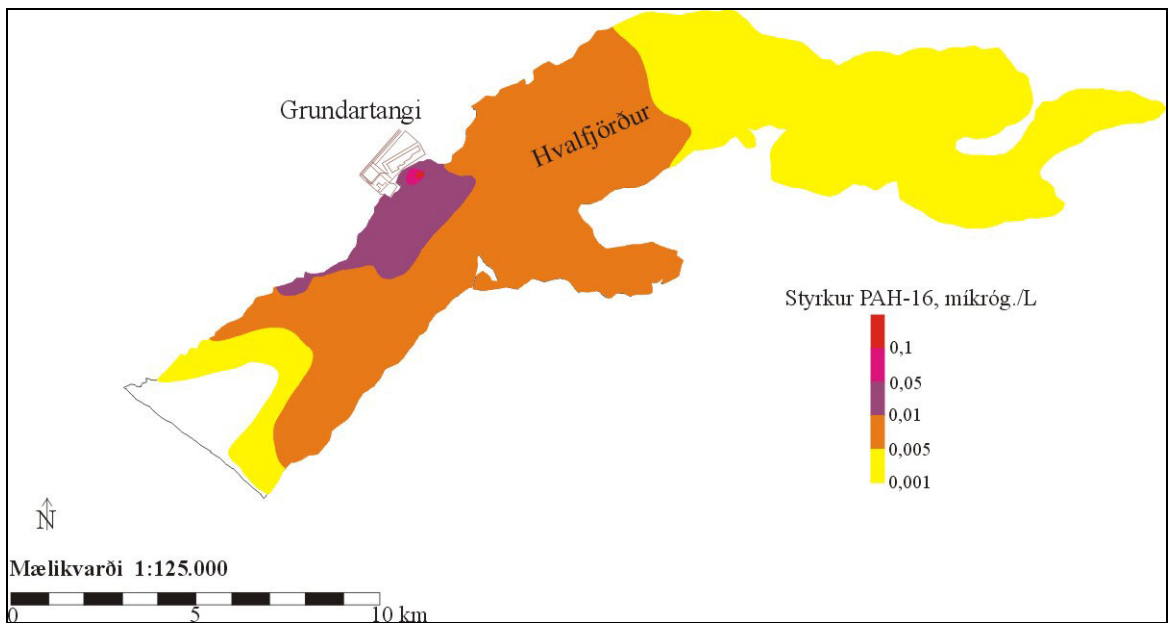 Grundartangi
Hvalfjörður
Styrkur PAH-16, míkróg./L
0,1
0,05
0,01
0,005
0,001
N
Mælikvarði 1:125.000
0 5 10 km